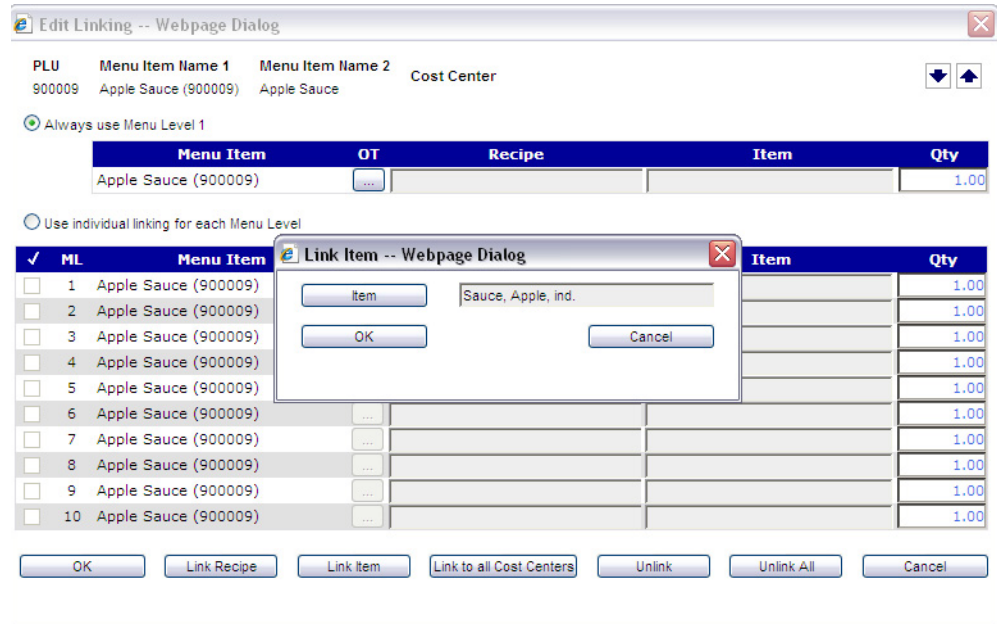 Edit Linking -- Webpage Dialog
PLU Menu Item Name 1 Menu Item Name 2 Cost Center
900009 Apple Sauce (900009) Apple Sauce
Always use Menu Level 1
Menu Item OT Recipe Item Qty
Apple Sauce (900009) ... 1.00
Use individual linking for each Menu Level
✓ ML Menu Item Item Qty
1 Apple Sauce (900009) 1.00
2 Apple Sauce (900009) 1.00
3 Apple Sauce (900009) 1.00
4 Apple Sauce (900009) 1.00
5 Apple Sauce (900009) 1.00
6 Apple Sauce (900009) ... 1.00
7 Apple Sauce (900009) ... 1.00
8 Apple Sauce (900009) ... 1.00
9 Apple Sauce (900009) ... 1.00
10 Apple Sauce (900009) ... 1.00
Link Item -- Webpage Dialog
Item Sauce, Apple, ind.
OK Cancel
OK Link Recipe Link Item Link to all Cost Centers Unlink Unlink All Cancel